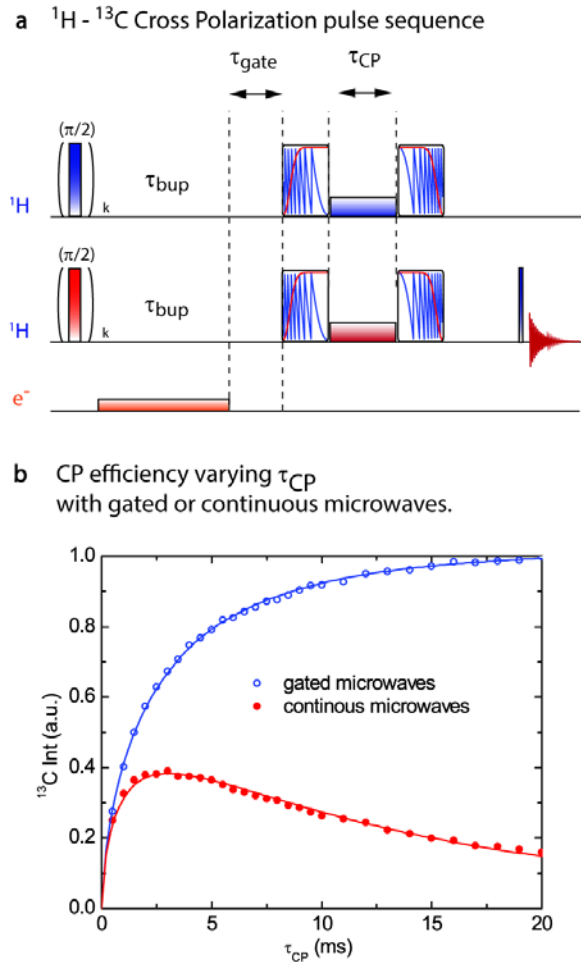 a ¹H - ¹³C Cross Polarization pulse sequence
τgate τCP
(π/2)
τbup
¹H
k
(π/2)
τbup
¹H
k
e⁻
b CP efficiency varying τCP
with gated or continuous microwaves.
1.0
0.8
0.6
0.4
0.2
0.0
¹³C Int (a.u.)
gated microwaves
continous microwaves
0 5 10 15 20
τCP (ms)